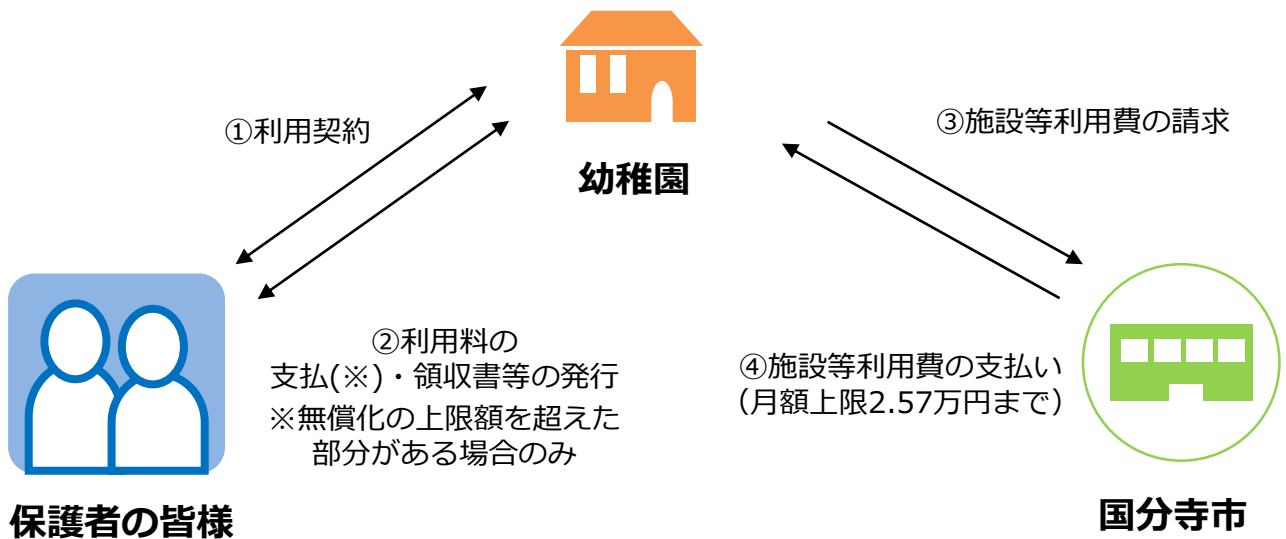 ①利用契約
幼稚園
③施設等利用費の請求
②利用料の
支払(※)・領収書等の発行
※無償化の上限額を超えた
部分がある場合のみ
④施設等利用費の支払い
(月額上限2.57万円まで)
保護者の皆様
国分寺市